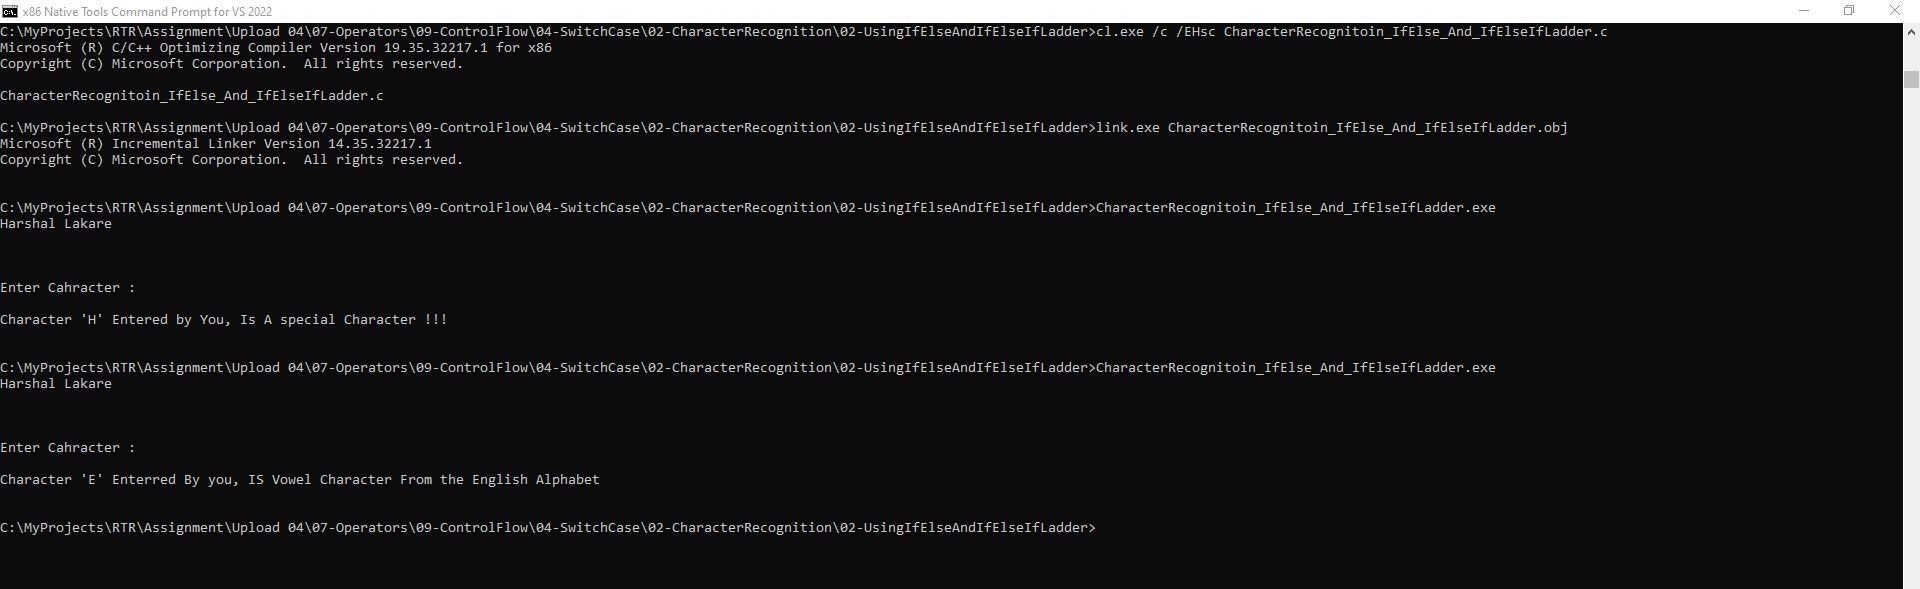 x86 Native Tools Command Prompt for VS 2022
C:\MyProjects\RTR\Assignment\Upload 04\07-Operators\09-ControlFlow\04-SwitchCase\02-CharacterRecognition\02-UsingIfElseAndIfElseIfLadder>cl.exe /c /EHsc CharacterRecognitoin_IfElse_And_IfElseIfLadder.c
Microsoft (R) C/C++ Optimizing Compiler Version 19.35.32217.1 for x86
Copyright (C) Microsoft Corporation.  All rights reserved.
CharacterRecognitoin_IfElse_And_IfElseIfLadder.c
C:\MyProjects\RTR\Assignment\Upload 04\07-Operators\09-ControlFlow\04-SwitchCase\02-CharacterRecognition\02-UsingIfElseAndIfElseIfLadder>link.exe CharacterRecognitoin_IfElse_And_IfElseIfLadder.obj
Microsoft (R) Incremental Linker Version 14.35.32217.1
Copyright (C) Microsoft Corporation.  All rights reserved.
C:\MyProjects\RTR\Assignment\Upload 04\07-Operators\09-ControlFlow\04-SwitchCase\02-CharacterRecognition\02-UsingIfElseAndIfElseIfLadder>CharacterRecognitoin_IfElse_And_IfElseIfLadder.exe
Harshal Lakare
Enter Cahracter :
Character 'H' Entered by You, Is A special Character !!!
C:\MyProjects\RTR\Assignment\Upload 04\07-Operators\09-ControlFlow\04-SwitchCase\02-CharacterRecognition\02-UsingIfElseAndIfElseIfLadder>CharacterRecognitoin_IfElse_And_IfElseIfLadder.exe
Harshal Lakare
Enter Cahracter :
Character 'E' Enterred By you, IS Vowel Character From the English Alphabet
C:\MyProjects\RTR\Assignment\Upload 04\07-Operators\09-ControlFlow\04-SwitchCase\02-CharacterRecognition\02-UsingIfElseAndIfElseIfLadder>